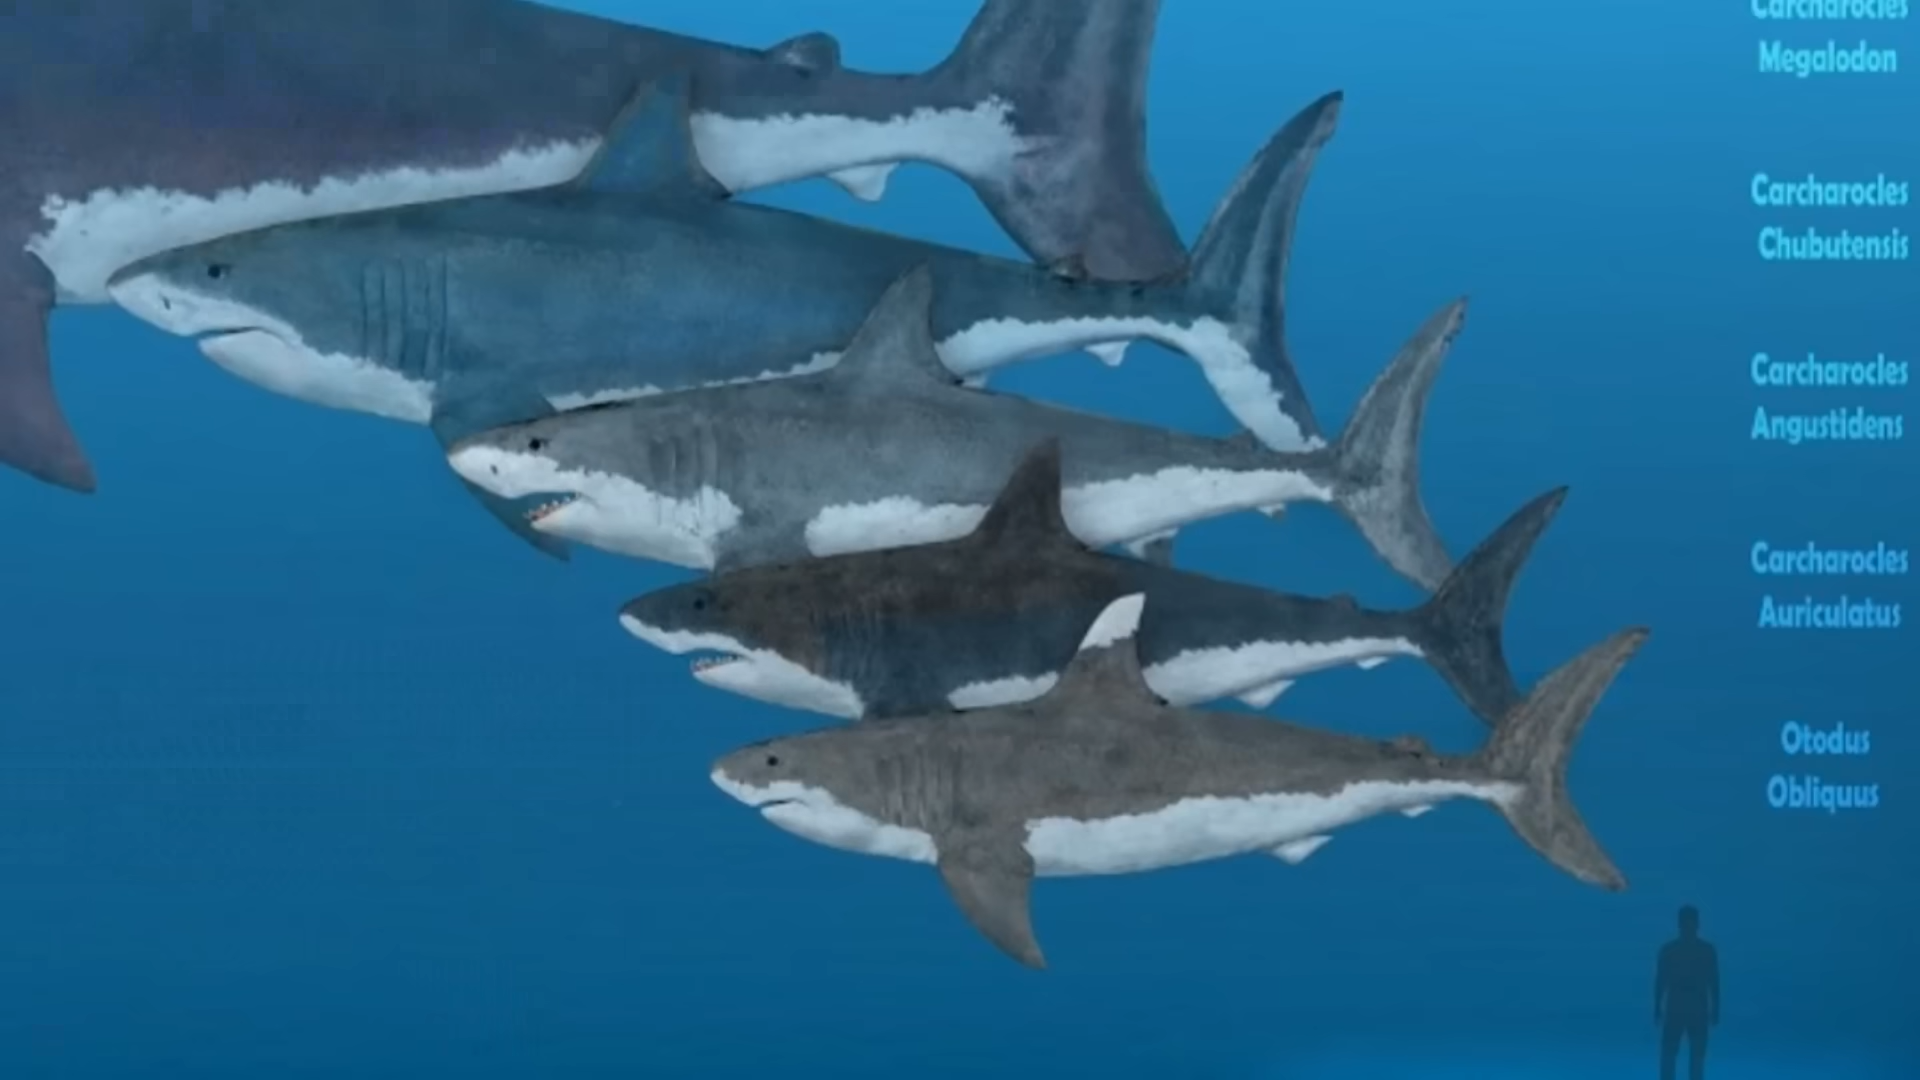 Carcharocles
Megalodon
Carcharocles
Chubutensis
Carcharocles
Angustidens
Carcharocles
Auriculatus
Otodus
Obliquus